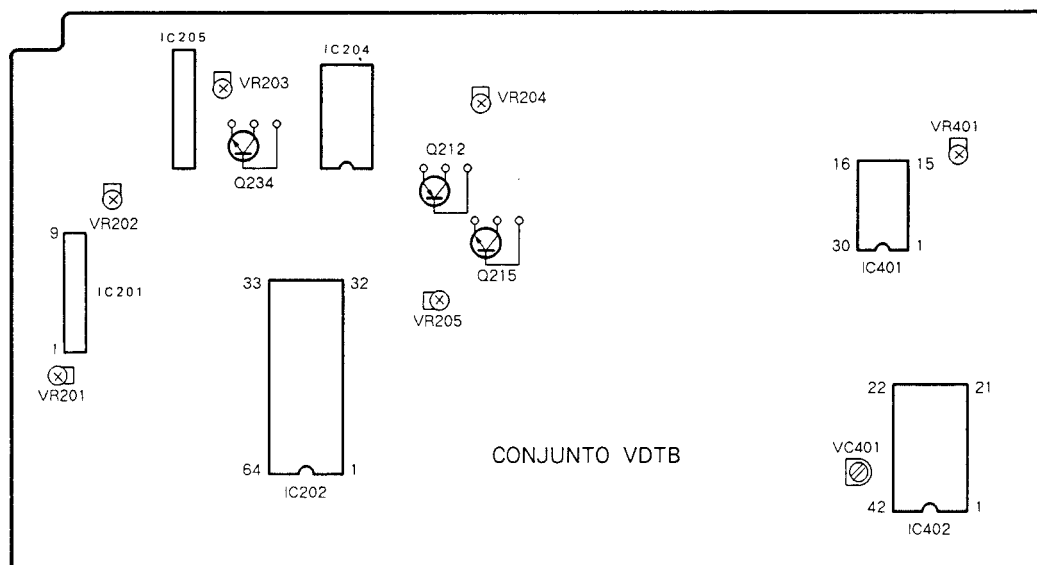 IC205
IC204
VR203
VR204
Q234
Q212
VR401
16 15
VR202
9
IC201
Q215
30 1
IC401
33 32
VR205
1
VR201
22 21
CONJUNTO VDTB
VC401
64 1
IC202
42 1
IC402